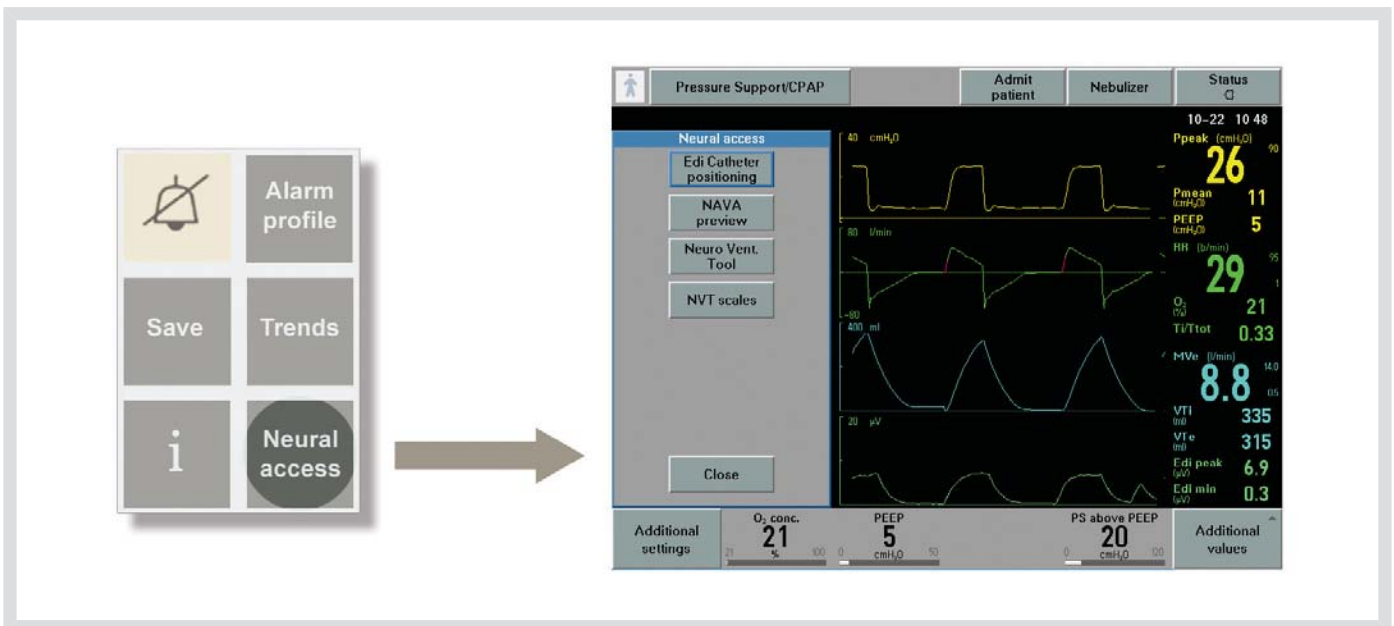 Alarm
profile
Save
Trends
i
Neural
access
Pressure Support/CPAP
Admit
patient
Nebulizer
Status
10-22 10 48
Neural access
Edi Catheter
positioning
NAVA
preview
Neuro Vent.
Tool
NVT scales
Close
40 cmH₂O
80 l/min
-80
400 ml
20 µV
Ppeak (cmH₂O)
90
26
Pmean
(cmH₂O)
11
PEEP
(cmH₂O)
5
RR (b/min)
95
29
1
O₂
(%)
21
Ti/Ttot
0.33
MVe (l/min)
14.0
8.8
0.5
VTi
(ml)
335
VTe
(ml)
315
Edi peak
(µV)
6.9
Edi min
(µV)
0.3
Additional
settings
O₂ conc.
21
21 % 100
PEEP
5
0 cmH₂O 50
PS above PEEP
20
0 cmH₂O 120
Additional
values